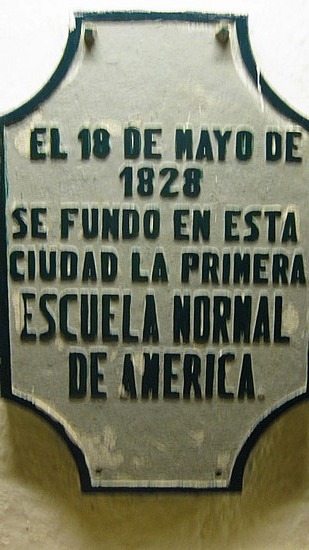 EL 18 DE MAYO DE
1828
SE FUNDO EN ESTA
CIUDAD LA PRIMERA
ESCUELA NORMAL
DE AMERICA.